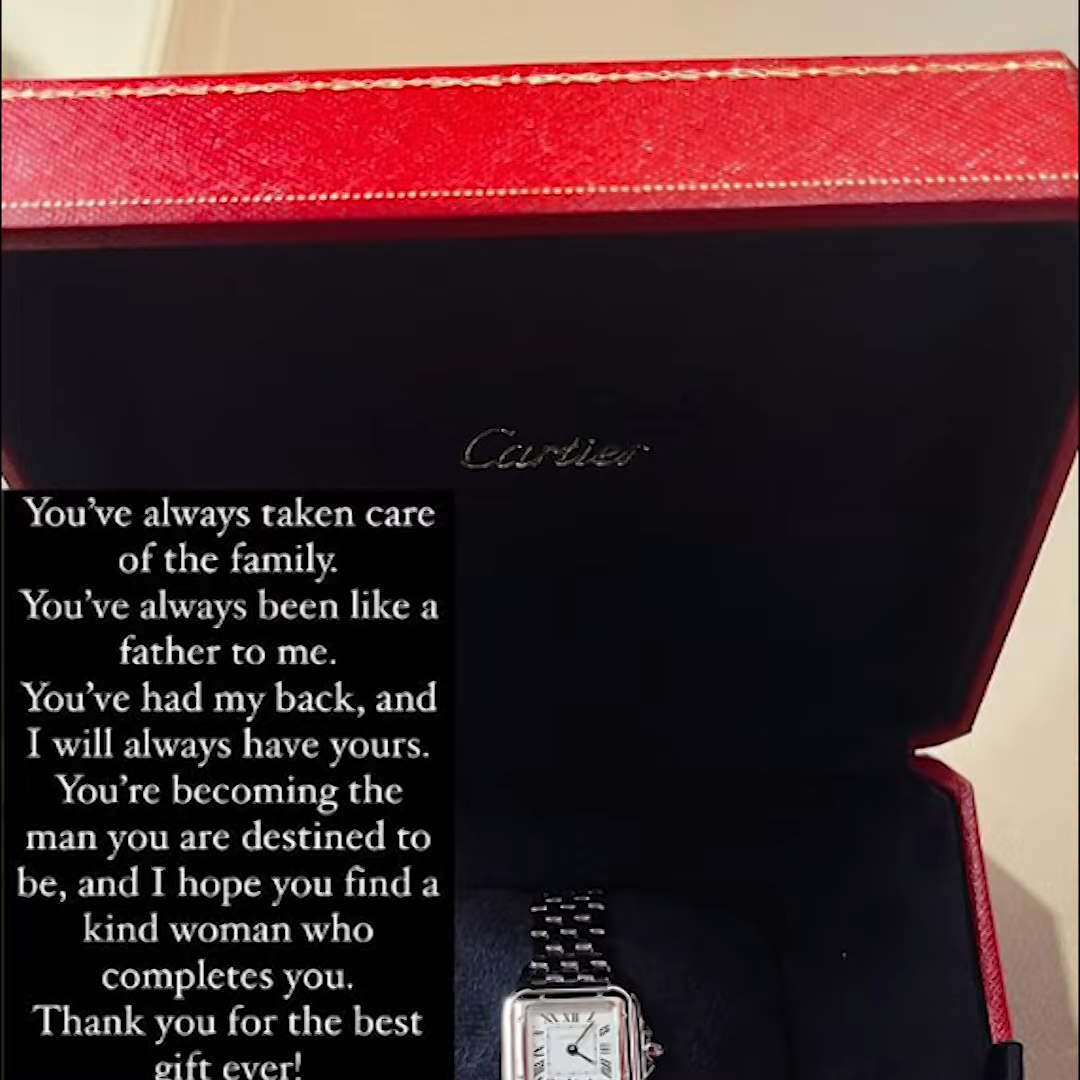 Cartier
You’ve always taken care
of the family.
You’ve always been like a
father to me.
You’ve had my back, and
I will always have yours.
You’re becoming the
man you are destined to
be, and I hope you find a
kind woman who
completes you.
Thank you for the best
gift ever!